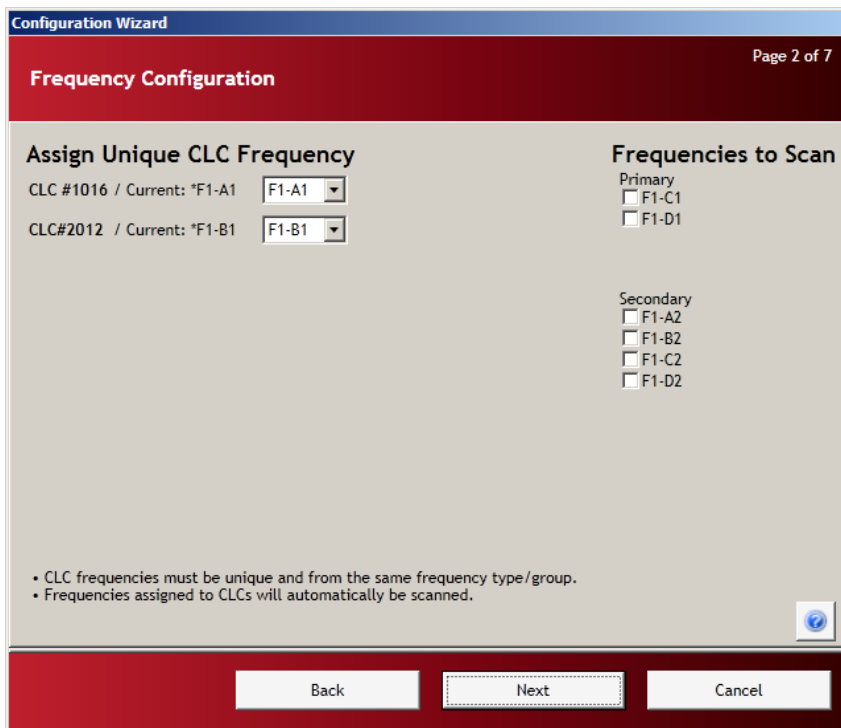 Configuration Wizard
Page 2 of 7
Frequency Configuration
Assign Unique CLC Frequency
CLC #1016 / Current: *F1-A1 F1-A1
CLC#2012 / Current: *F1-B1 F1-B1
Frequencies to Scan
Primary
F1-C1
F1-D1
Secondary
F1-A2
F1-B2
F1-C2
F1-D2
• CLC frequencies must be unique and from the same frequency type/group.
• Frequencies assigned to CLCs will automatically be scanned.
?
Back Next Cancel